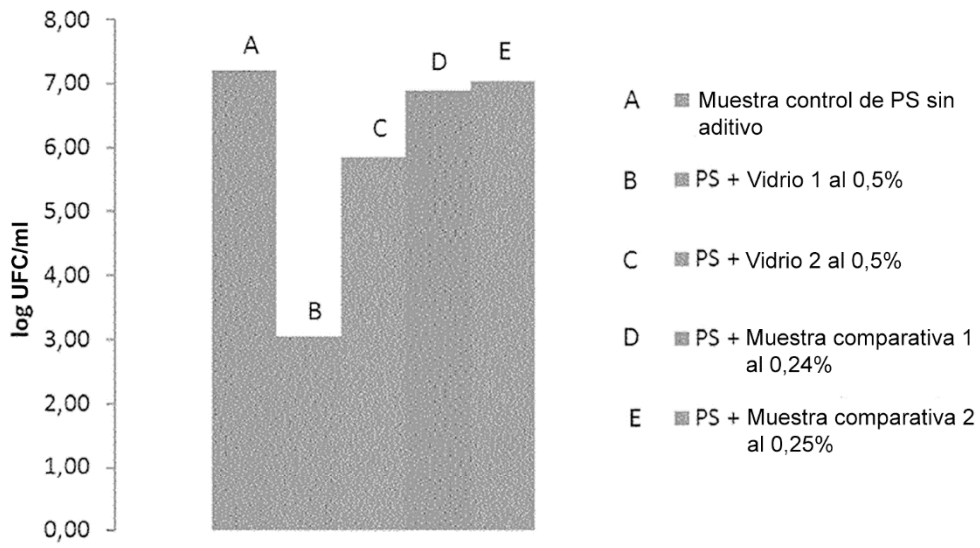 8,00
7,00
6,00
5,00
4,00
3,00
2,00
1,00
0,00
log UFC/ml
A
B
C
D
E
A Muestra control de PS sin
aditivo
B PS + Vidrio 1 al 0,5%
C PS + Vidrio 2 al 0,5%
D PS + Muestra comparativa 1
al 0,24%
E PS + Muestra comparativa 2
al 0,25%